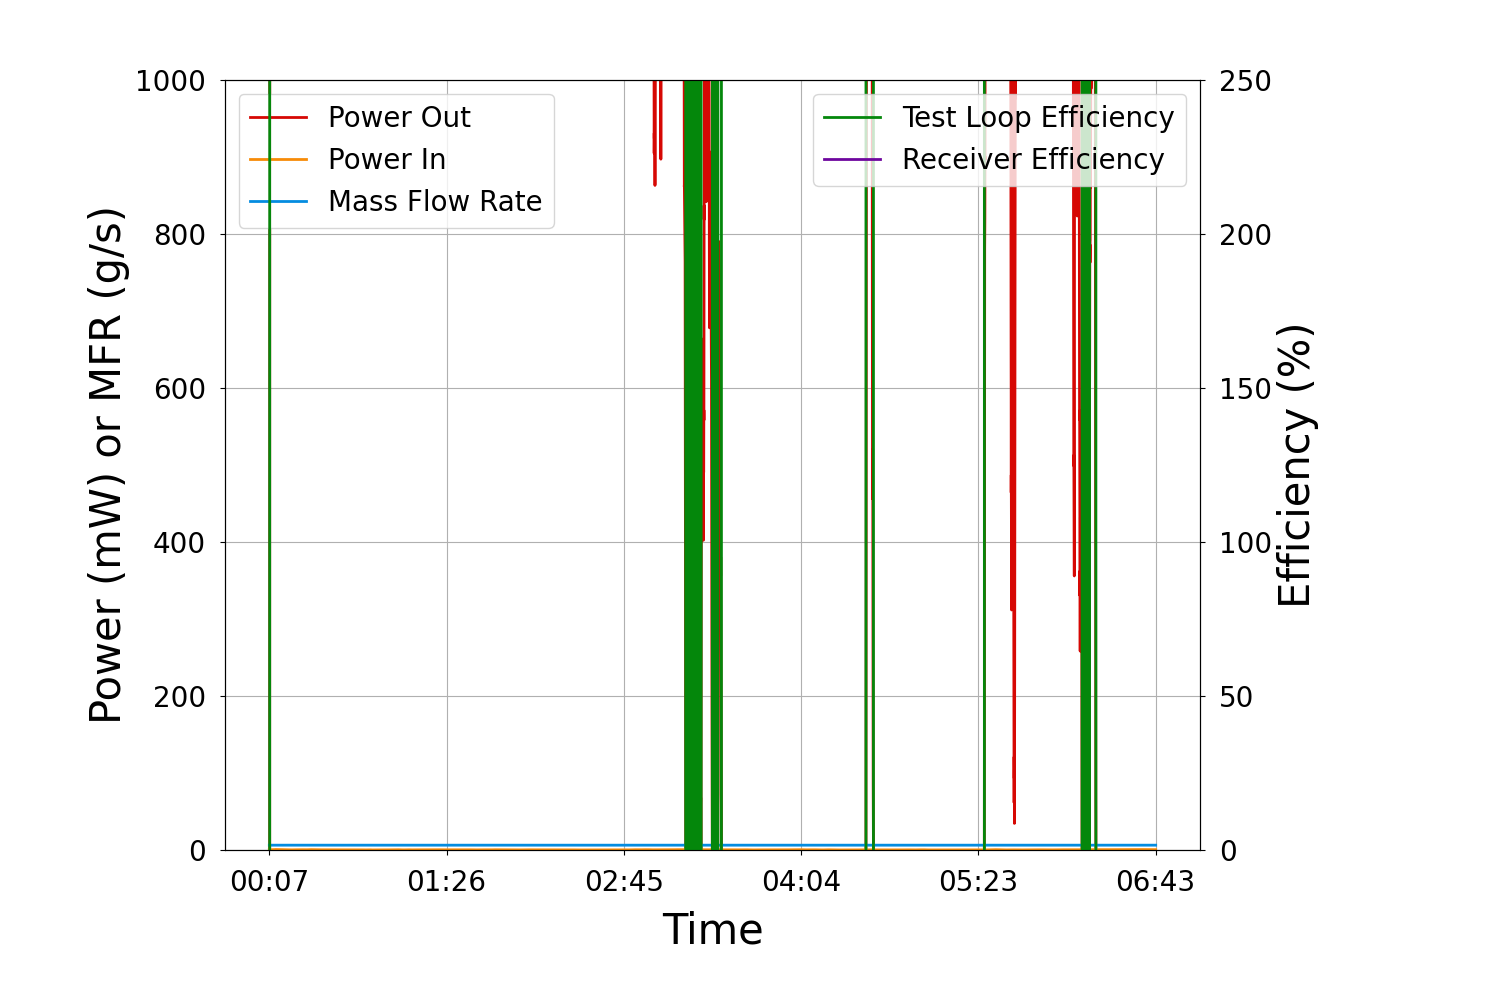 1000
800
600
400
200
0
Power (mW) or MFR (g/s)
Power Out
Power In
Mass Flow Rate
Test Loop Efficiency
Receiver Efficiency
250
200
150
100
50
0
Efficiency (%)
00:07 01:26 02:45 04:04 05:23 06:43
Time